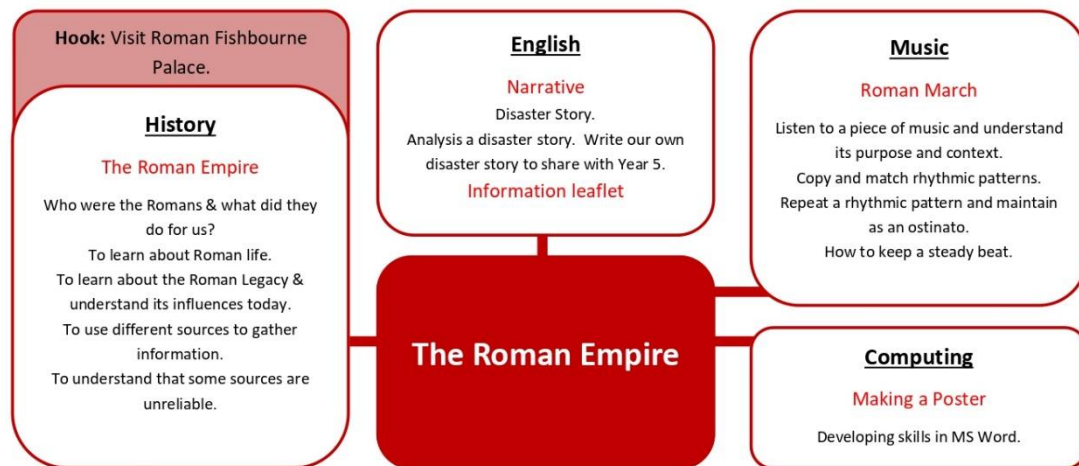 Hook: Visit Roman Fishbourne
Palace.
History
The Roman Empire
Who were the Romans & what did they
do for us?
To learn about Roman life.
To learn about the Roman Legacy &
understand its influences today.
To use different sources to gather
information.
To understand that some sources are
unreliable.
English
Narrative
Disaster Story.
Analysis a disaster story. Write our own
disaster story to share with Year 5.
Information leaflet
Music
Roman March
Listen to a piece of music and understand
its purpose and context.
Copy and match rhythmic patterns.
Repeat a rhythmic pattern and maintain
as an ostinato.
How to keep a steady beat.
The Roman Empire
Computing
Making a Poster
Developing skills in MS Word.